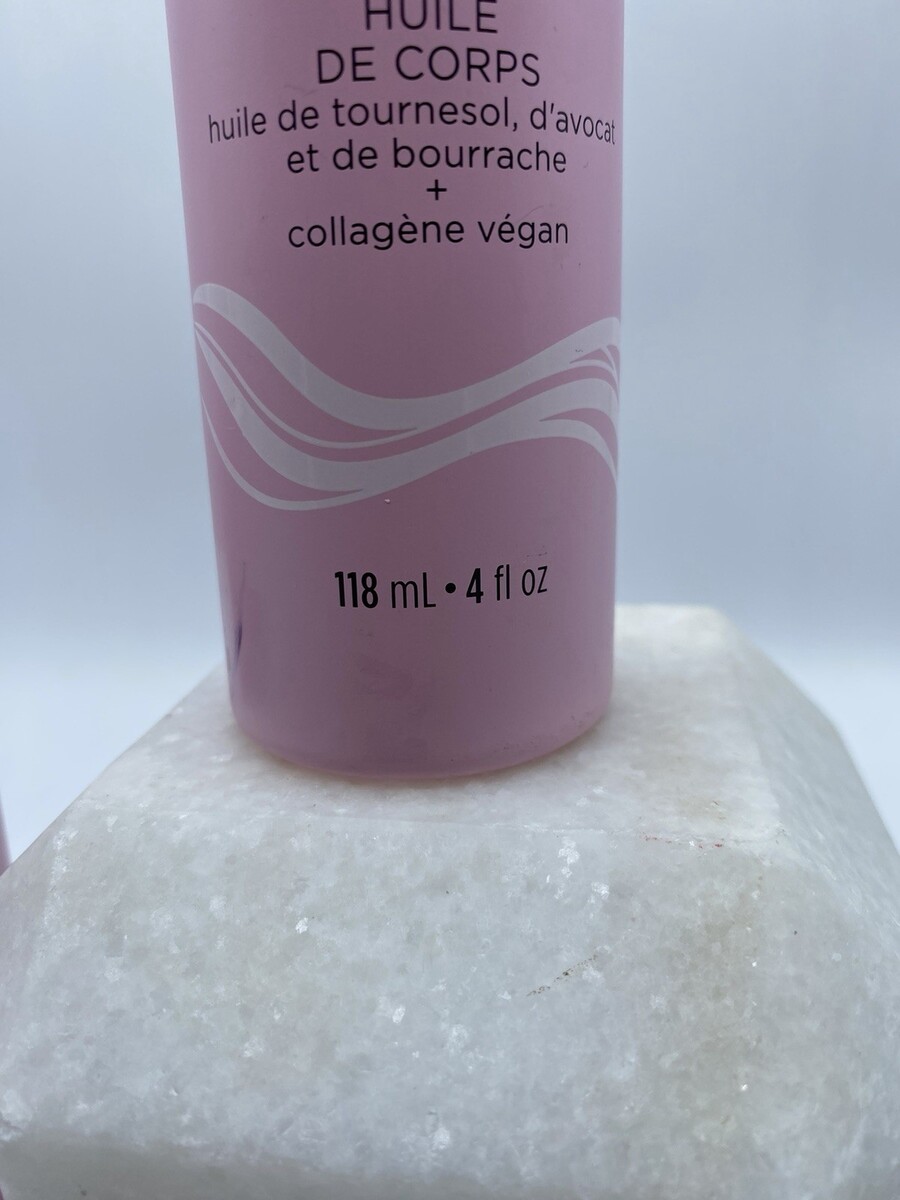 HUILE
DE CORPS
huile de tournesol, d'avocat
et de bourrache
+
collagène végan
118 mL • 4 fl oz